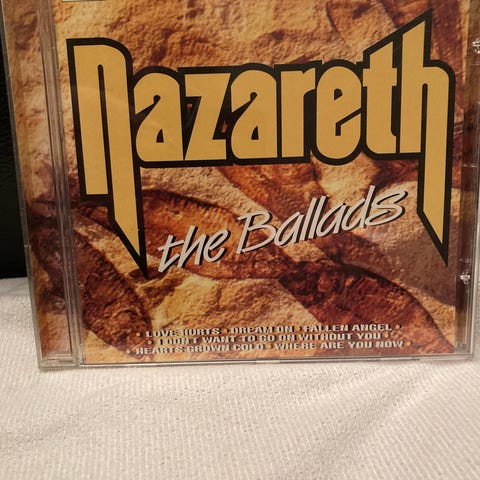 Nazareth
the Ballads
• LOVE HURTS • DREAM ON • FALLEN ANGEL •
• I DON'T WANT TO GO ON WITHOUT YOU •
• HEARTS GROWN COLD • WHERE ARE YOU NOW •